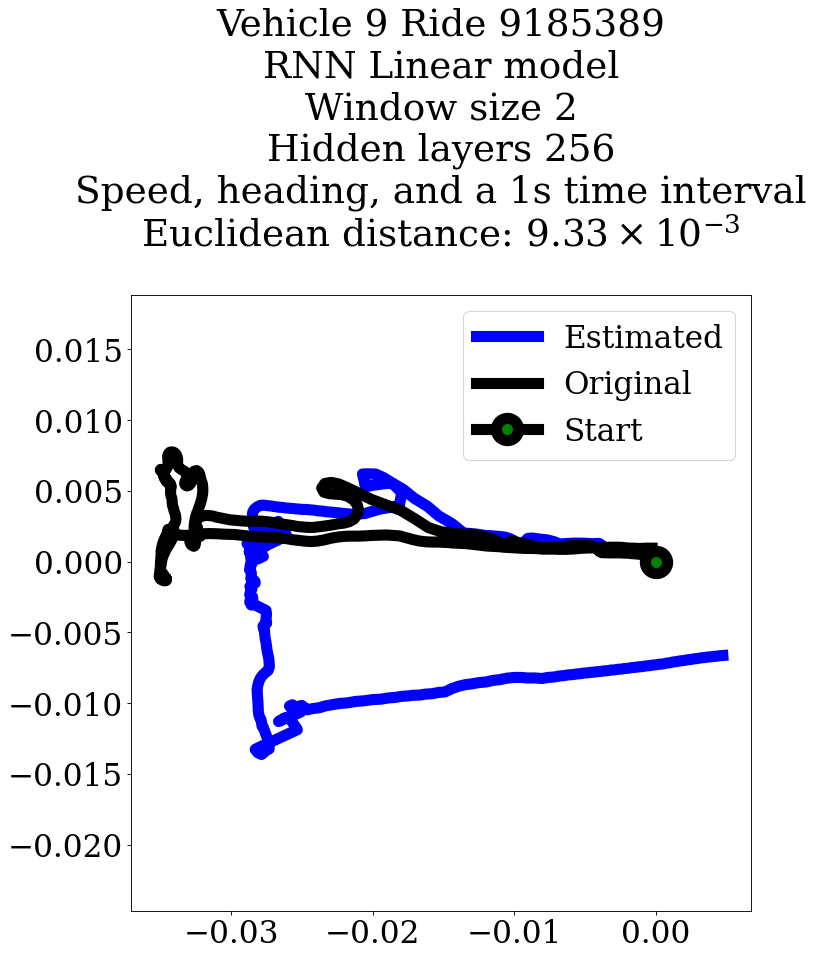 Vehicle 9 Ride 9185389
RNN Linear model
Window size 2
Hidden layers 256
Speed, heading, and a 1s time interval
Euclidean distance: 9.33 × 10⁻³
Estimated
Original
Start
0.015
0.010
0.005
0.000
−0.005
−0.010
−0.015
−0.020
−0.03 −0.02 −0.01 0.00